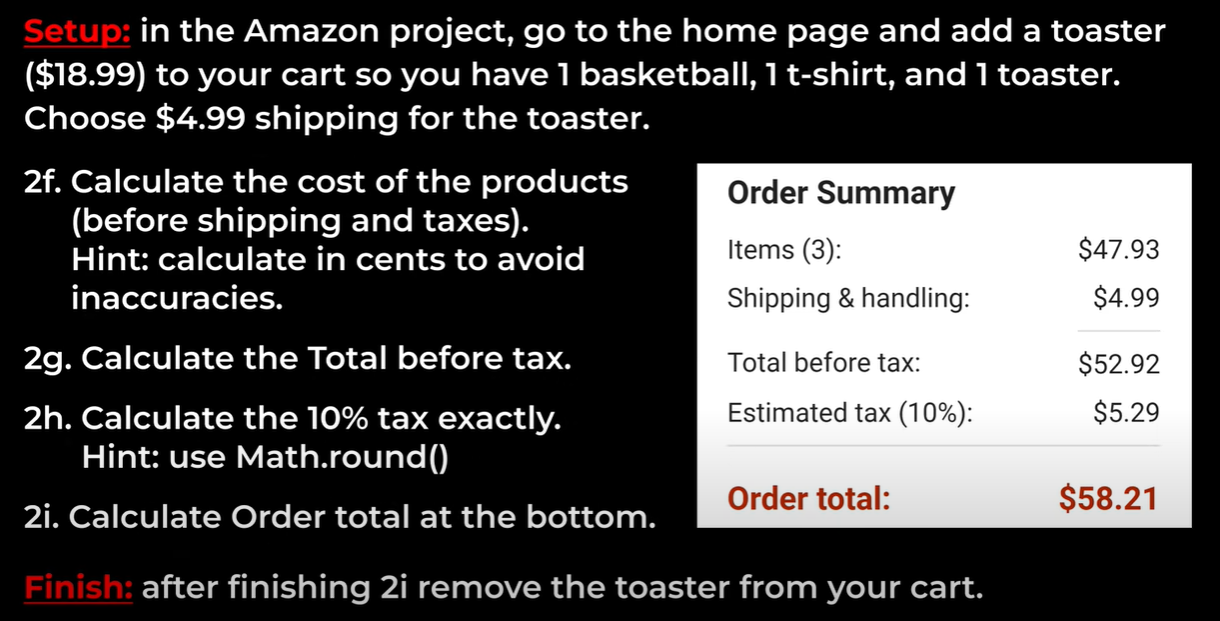 Setup: in the Amazon project, go to the home page and add a toaster
($18.99) to your cart so you have 1 basketball, 1 t-shirt, and 1 toaster.
Choose $4.99 shipping for the toaster.
2f. Calculate the cost of the products
(before shipping and taxes).
Hint: calculate in cents to avoid
inaccuracies.
2g. Calculate the Total before tax.
2h. Calculate the 10% tax exactly.
Hint: use Math.round()
2i. Calculate Order total at the bottom.
Order Summary
Items (3): $47.93
Shipping & handling: $4.99
Total before tax: $52.92
Estimated tax (10%): $5.29
Order total: $58.21
Finish: after finishing 2i remove the toaster from your cart.